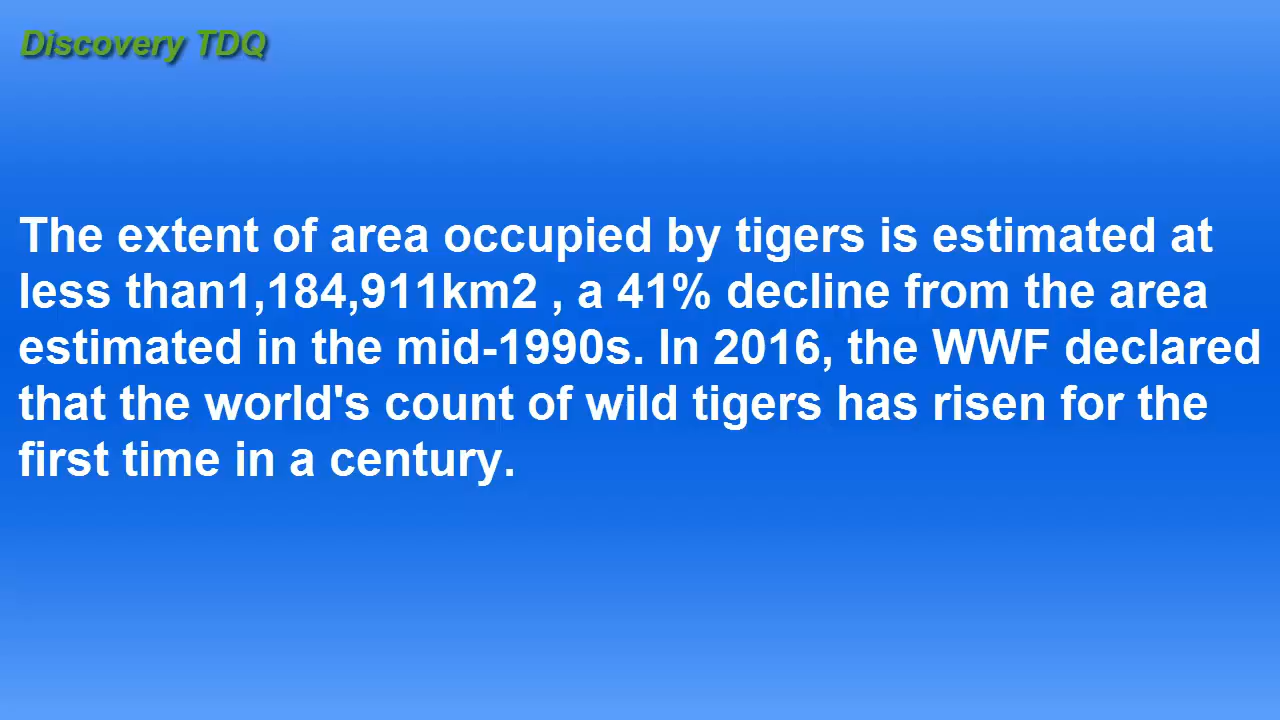 Discovery TDQ
The extent of area occupied by tigers is estimated at
less than1,184,911km2 , a 41% decline from the area
estimated in the mid-1990s. In 2016, the WWF declared
that the world's count of wild tigers has risen for the
first time in a century.